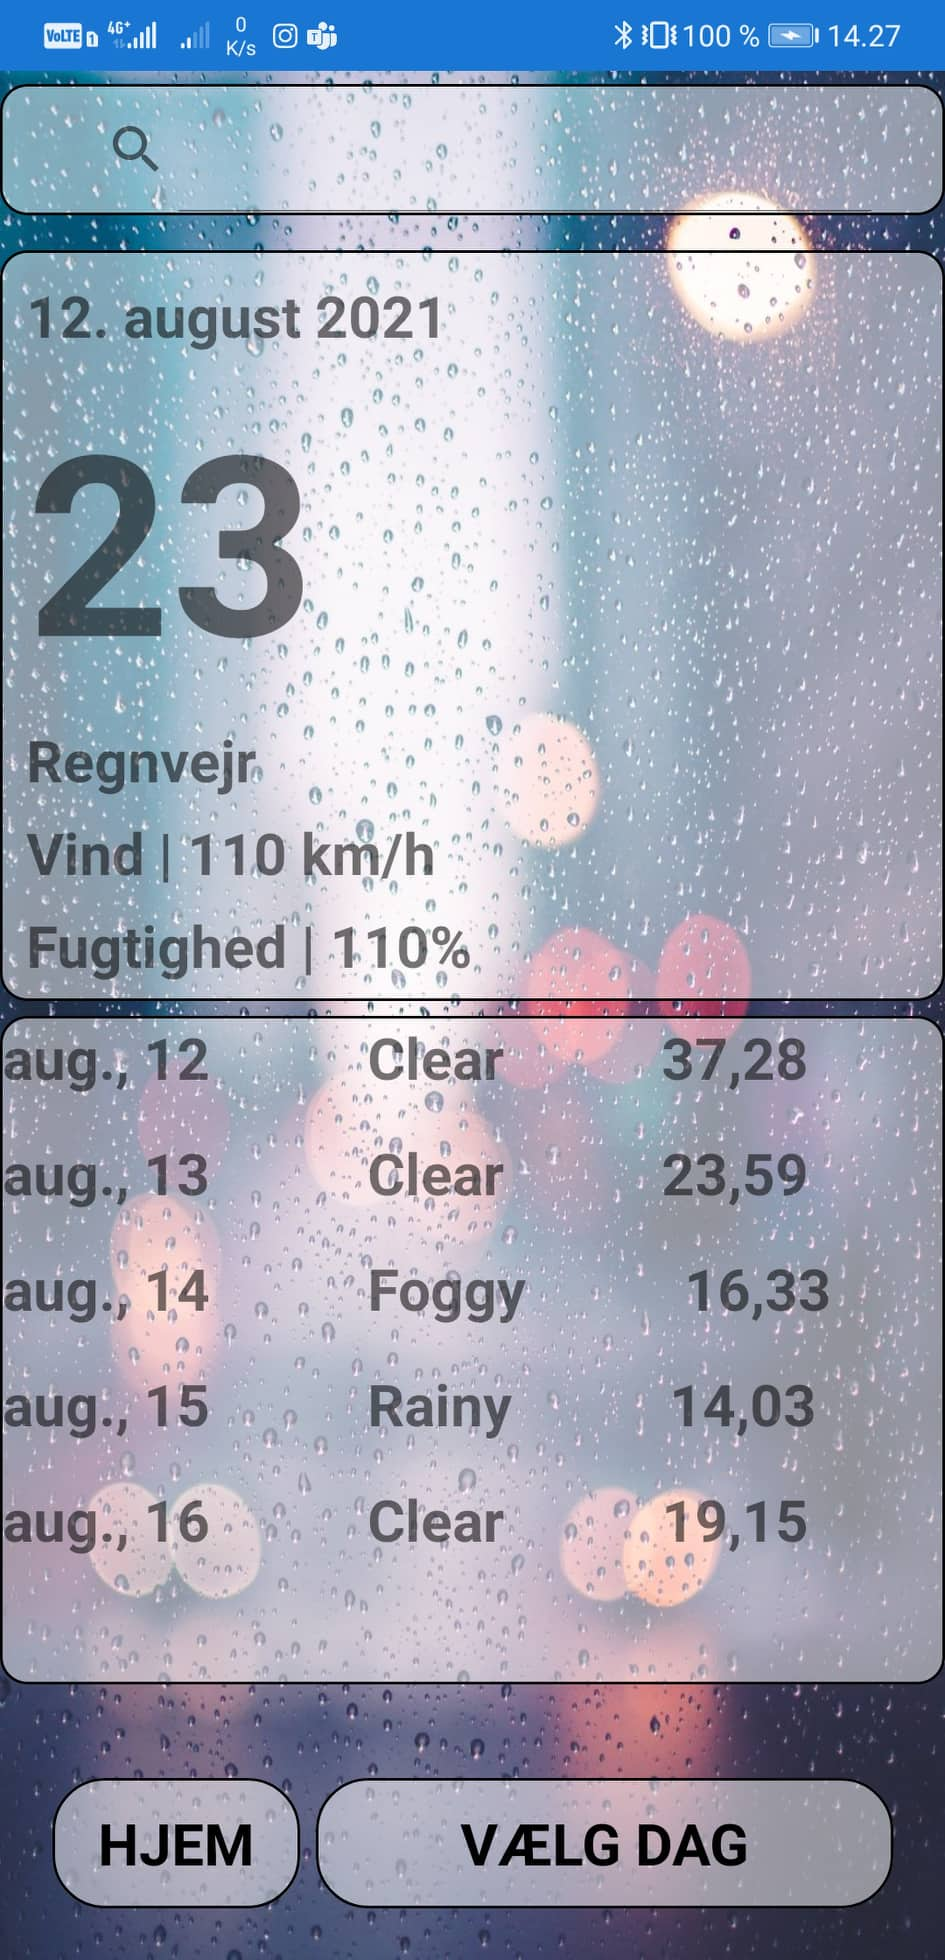 VoLTE 1 4G+ 0 K/s 100 % 14.27
12. august 2021
23
Regnvejr
Vind | 110 km/h
Fugtighed | 110%
aug., 12 Clear 37,28
aug., 13 Clear 23,59
aug., 14 Foggy 16,33
aug., 15 Rainy 14,03
aug., 16 Clear 19,15
HJEM VÆLG DAG